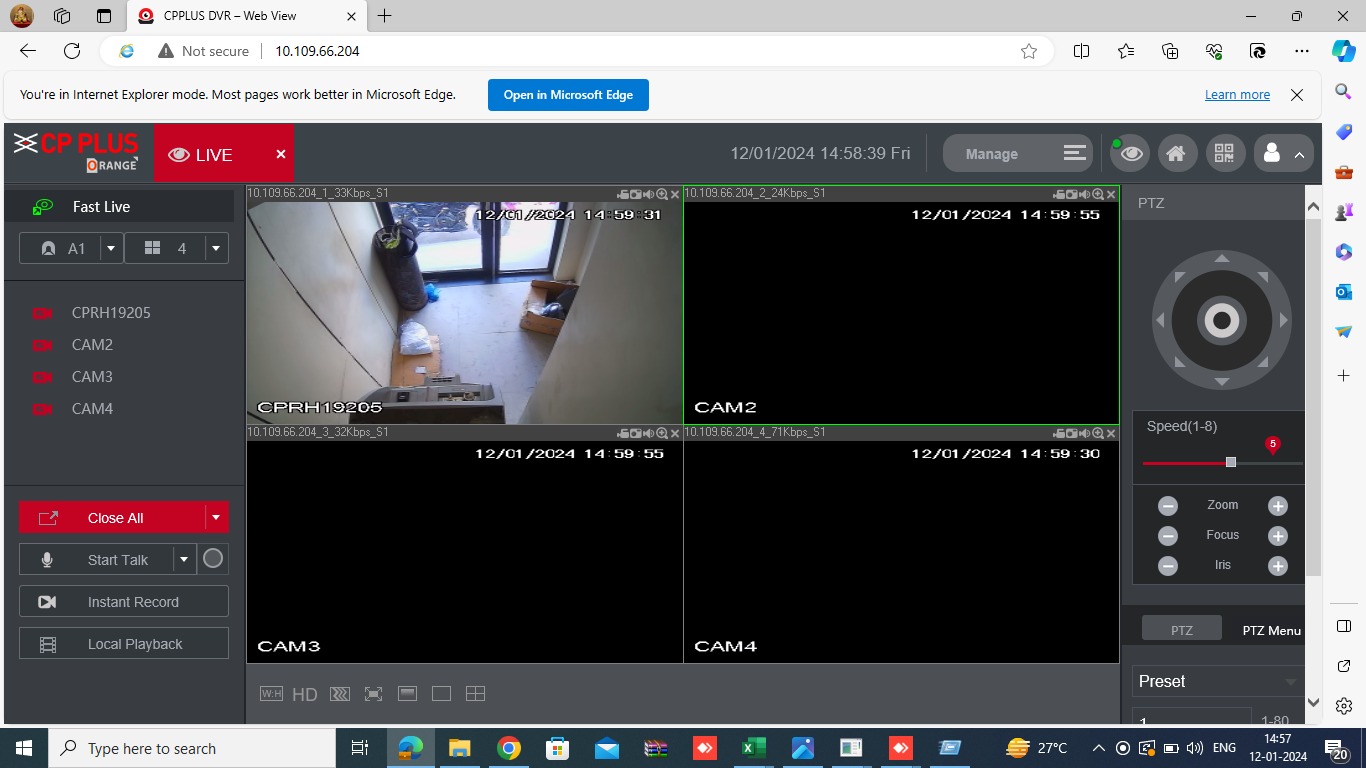 CPPLUS DVR – Web View
Not secure
10.109.66.204
You're in Internet Explorer mode. Most pages work better in Microsoft Edge.
Open in Microsoft Edge
Learn more
CP PLUS
ORANGE
LIVE
12/01/2024 14:58:39 Fri
Manage
Fast Live
A1
4
CPRH19205
CAM2
CAM3
CAM4
Close All
Start Talk
Instant Record
Local Playback
10.109.66.204_1_33Kbps_S1
12/01/2024 14:59:31
CPRH19205
10.109.66.204_2_24Kbps_S1
12/01/2024 14:59:55
CAM2
10.109.66.204_3_32Kbps_S1
12/01/2024 14:59:55
CAM3
10.109.66.204_4_71Kbps_S1
12/01/2024 14:59:30
CAM4
W:H
HD
PTZ
Speed(1-8)
5
Zoom
Focus
Iris
PTZ
PTZ Menu
Preset
1
1-80
Type here to search
27°C
ENG
14:57
12-01-2024
20